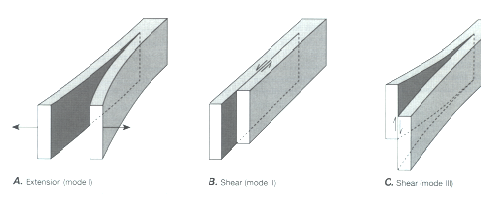 A. Extension (mode I)
B. Shear (mode I)
C. Shear mode III)